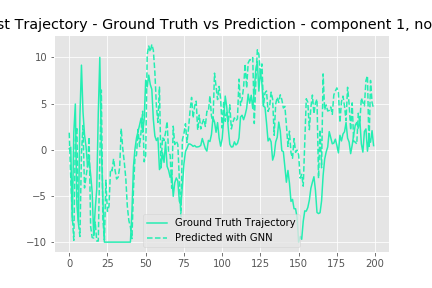 st Trajectory - Ground Truth vs Prediction - component 1, no
10
5
0
−5
−10
0 25 50 75 100 125 150 175 200
Ground Truth Trajectory
Predicted with GNN